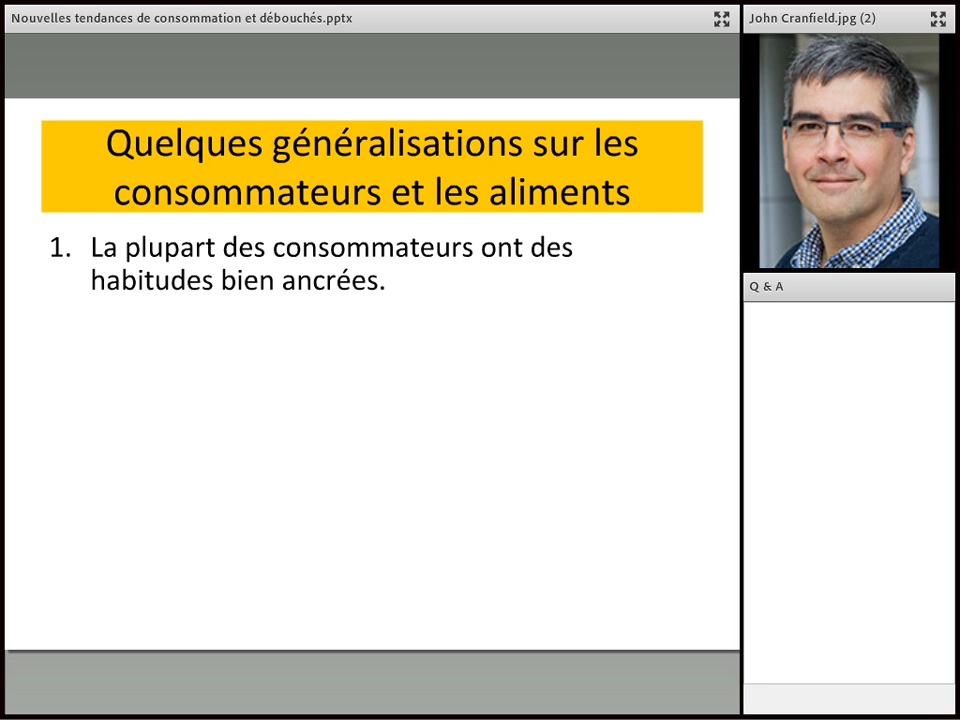 Nouvelles tendances de consommation et débouchés.pptx
John Cranfield.jpg (2)
Quelques généralisations sur les
consommateurs et les aliments
1. La plupart des consommateurs ont des
habitudes bien ancrées.
Q & A